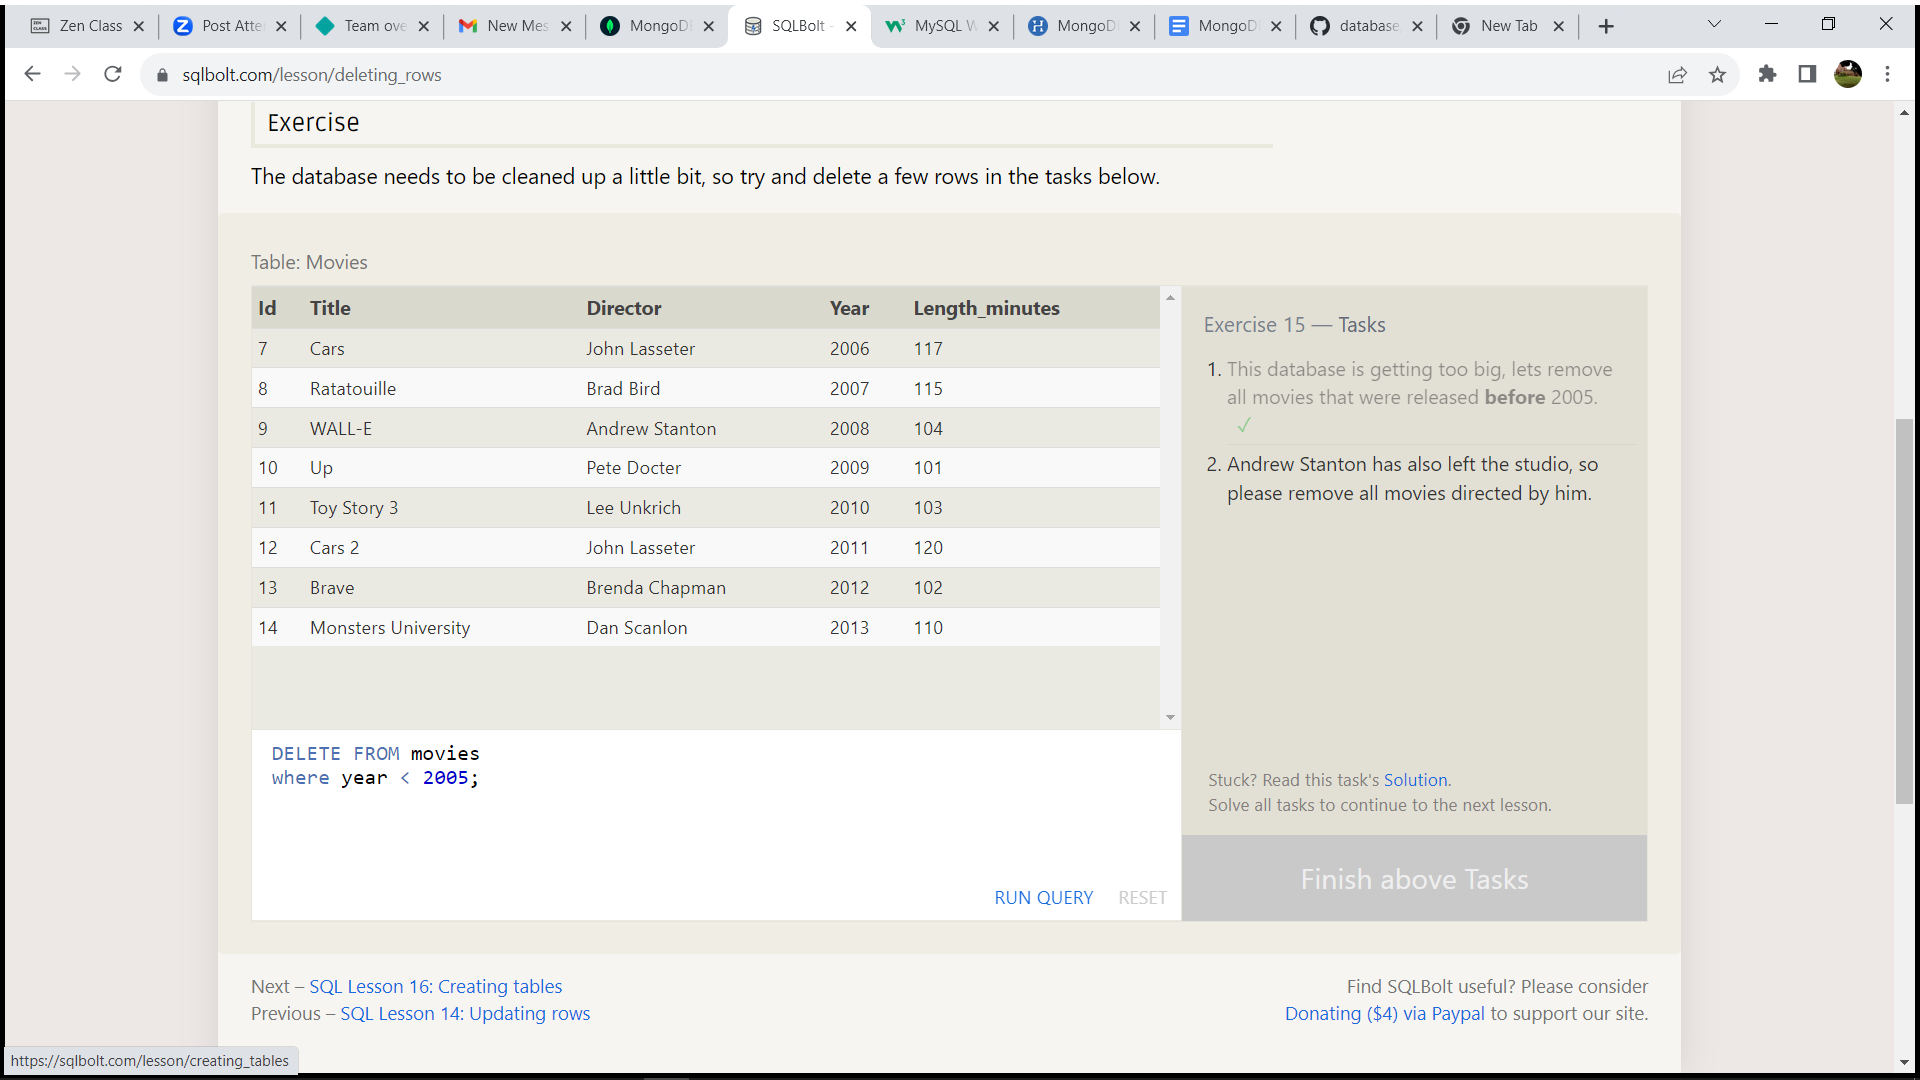 Zen Class
Post Atte
Team ove
New Mes
MongoD
SQLBolt -
MySQL W
MongoD
MongoD
database
New Tab
sqlbolt.com/lesson/deleting_rows
Exercise
The database needs to be cleaned up a little bit, so try and delete a few rows in the tasks below.
Table: Movies
Id Title Director Year Length_minutes
7 Cars John Lasseter 2006 117
8 Ratatouille Brad Bird 2007 115
9 WALL-E Andrew Stanton 2008 104
10 Up Pete Docter 2009 101
11 Toy Story 3 Lee Unkrich 2010 103
12 Cars 2 John Lasseter 2011 120
13 Brave Brenda Chapman 2012 102
14 Monsters University Dan Scanlon 2013 110
DELETE FROM movies
where year < 2005;
RUN QUERY RESET
Exercise 15 — Tasks
1. This database is getting too big, lets remove
all movies that were released before 2005.
✓
2. Andrew Stanton has also left the studio, so
please remove all movies directed by him.
Stuck? Read this task's Solution.
Solve all tasks to continue to the next lesson.
Finish above Tasks
Next – SQL Lesson 16: Creating tables
Previous – SQL Lesson 14: Updating rows
Find SQLBolt useful? Please consider
Donating ($4) via Paypal to support our site.
https://sqlbolt.com/lesson/creating_tables